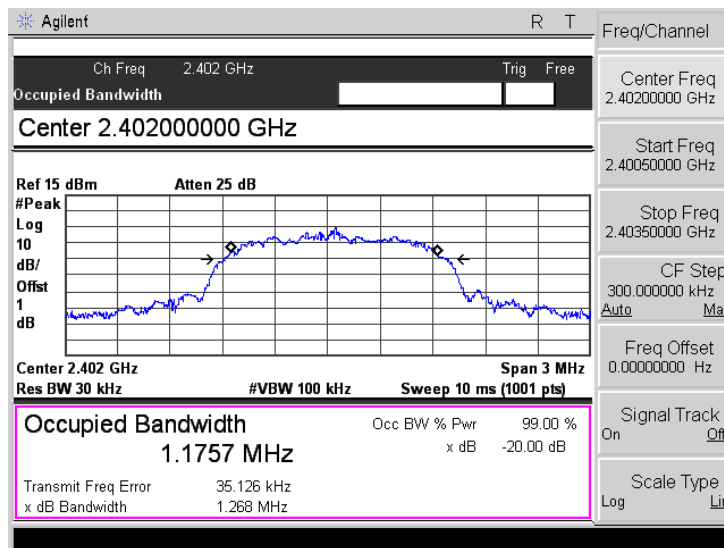 Agilent R T
Freq/Channel
Ch Freq 2.402 GHz Trig Free
Occupied Bandwidth
Center 2.402000000 GHz
Ref 15 dBm Atten 25 dB
#Peak
Log
10
dB/
Offst
1
dB
Center 2.402 GHz Span 3 MHz
Res BW 30 kHz #VBW 100 kHz Sweep 10 ms (1001 pts)
Occupied Bandwidth Occ BW % Pwr 99.00 %
1.1757 MHz x dB -20.00 dB
Transmit Freq Error 35.126 kHz
x dB Bandwidth 1.268 MHz
Center Freq
2.40200000 GHz
Start Freq
2.40050000 GHz
Stop Freq
2.40350000 GHz
CF Step
300.000000 kHz
Auto Ma
Freq Offset
0.00000000 Hz
Signal Track
On Off
Scale Type
Log Lin